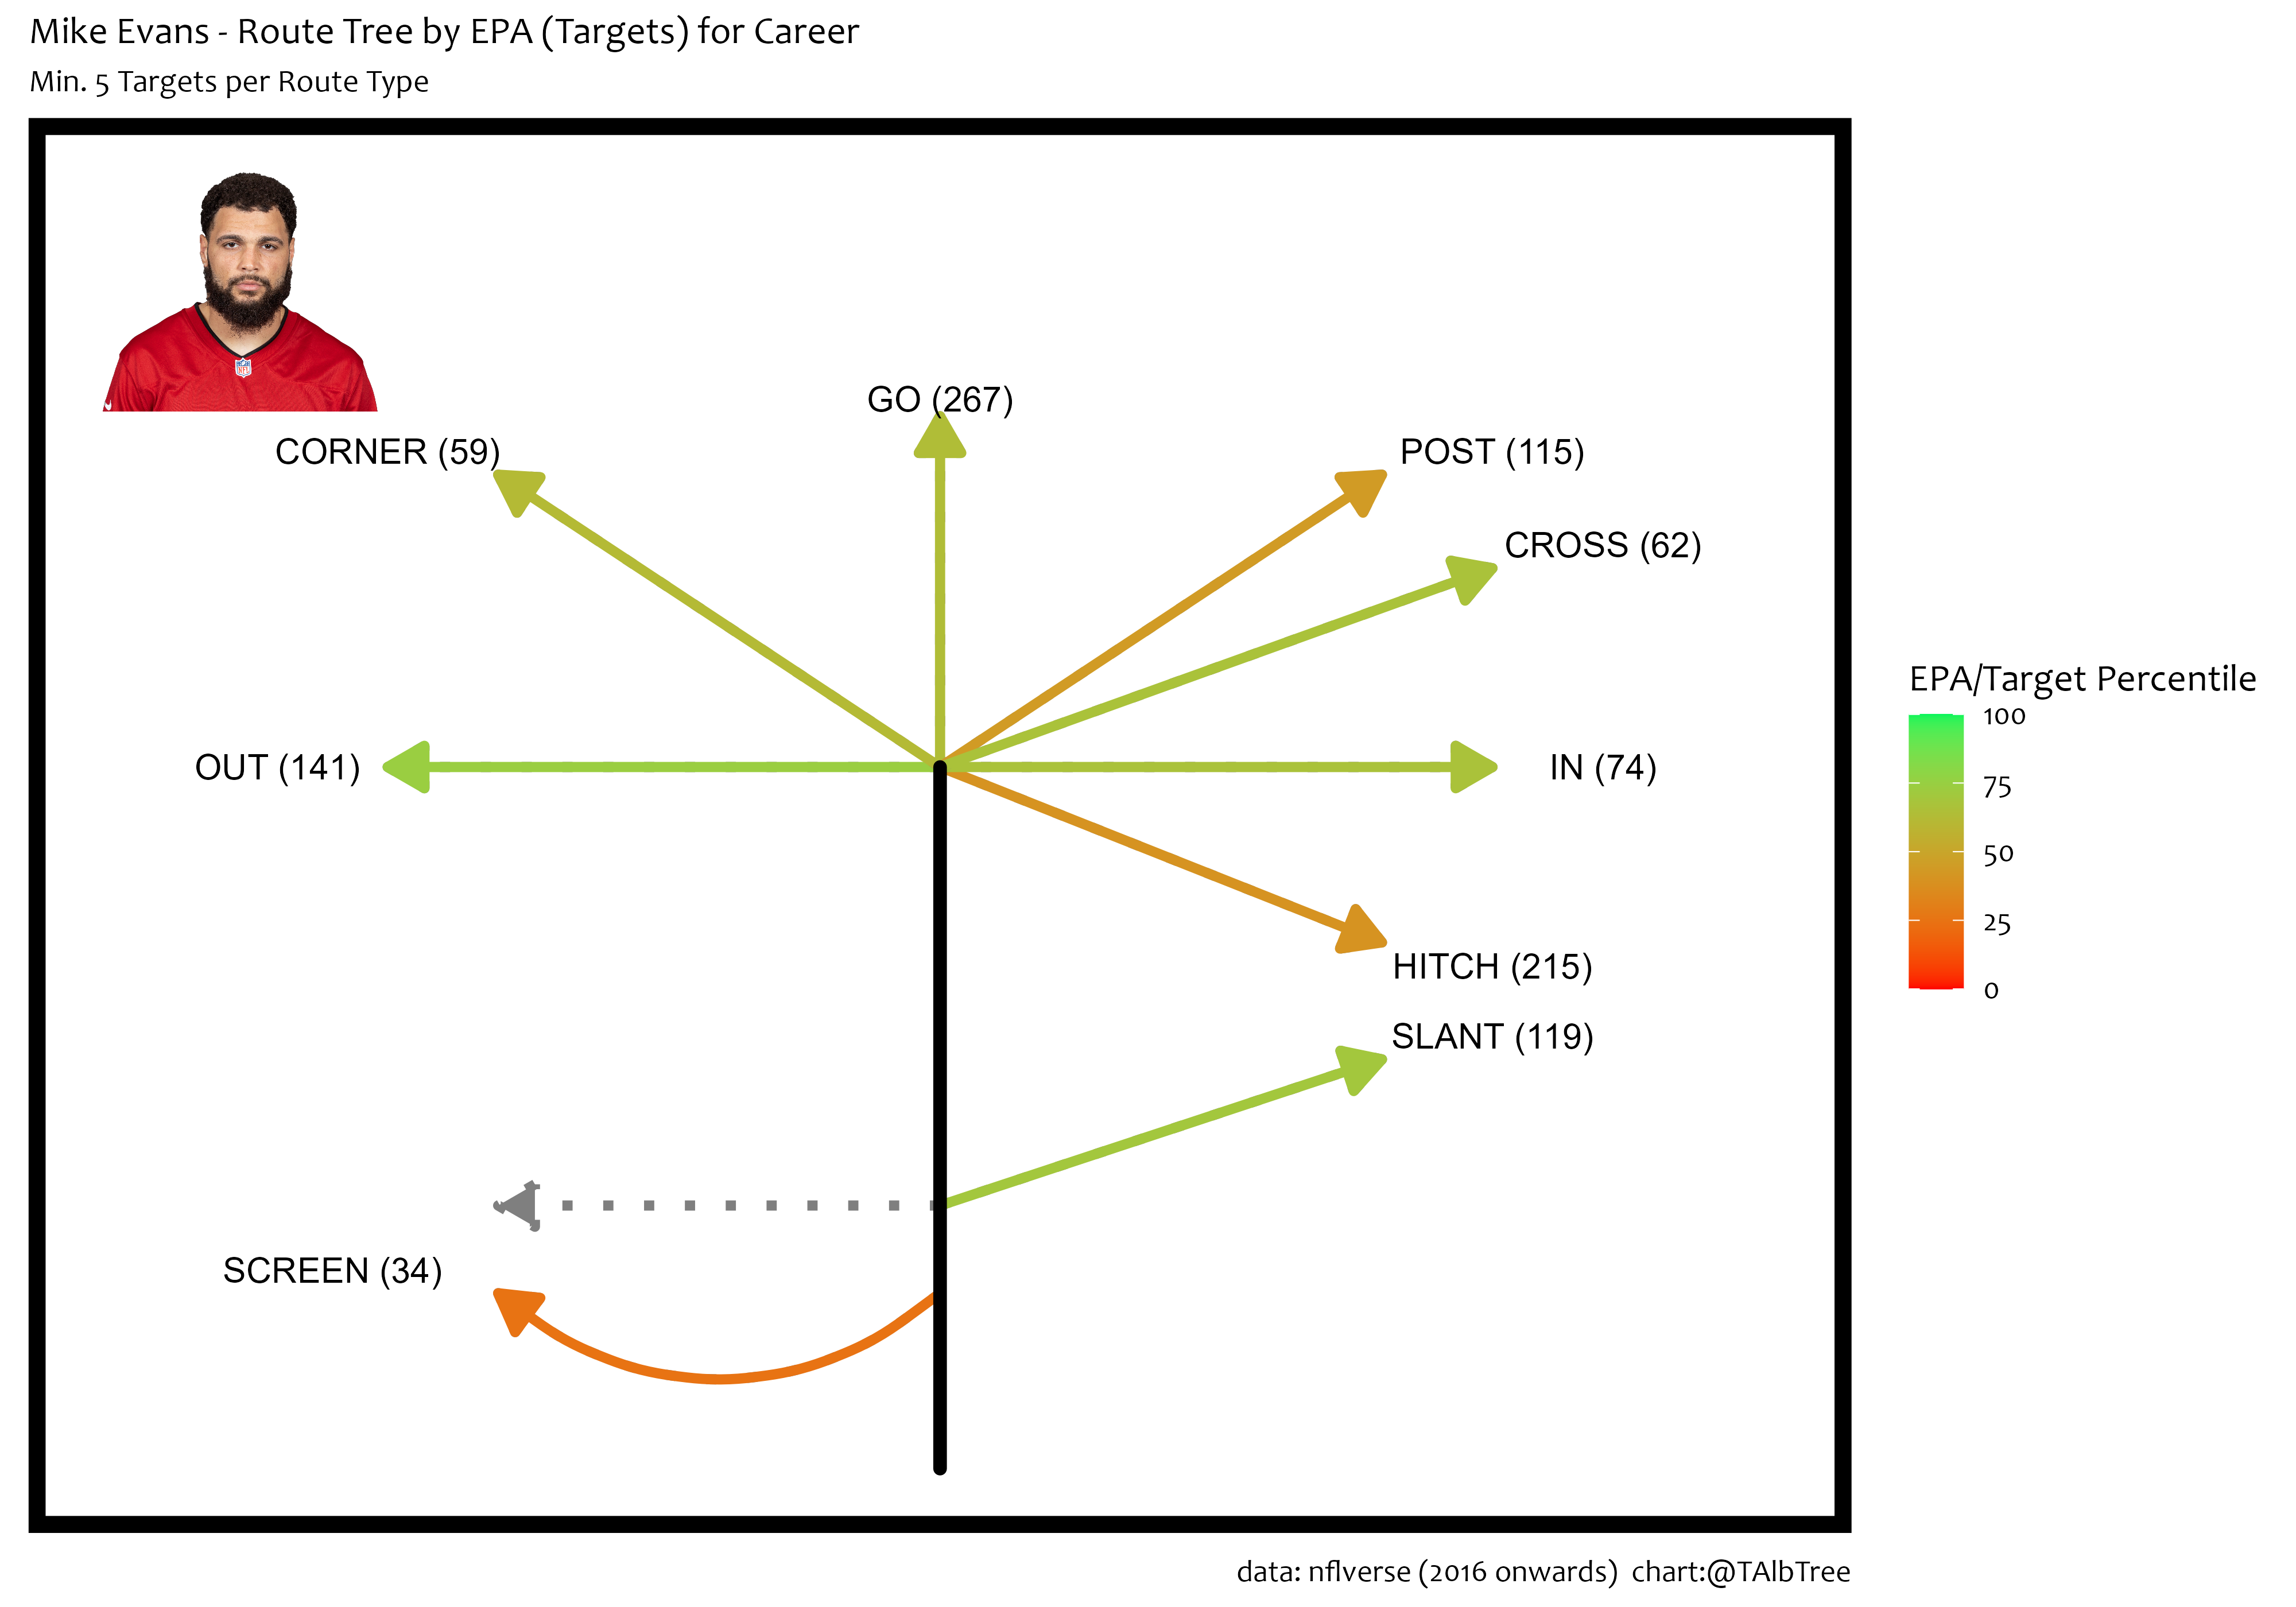 Mike Evans - Route Tree by EPA (Targets) for Career
Min. 5 Targets per Route Type
GO (267)
CORNER (59)
POST (115)
CROSS (62)
OUT (141)
IN (74)
HITCH (215)
SLANT (119)
SCREEN (34)
EPA/Target Percentile
100
75
50
25
0
data: nflverse (2016 onwards) chart:@TAlbTree